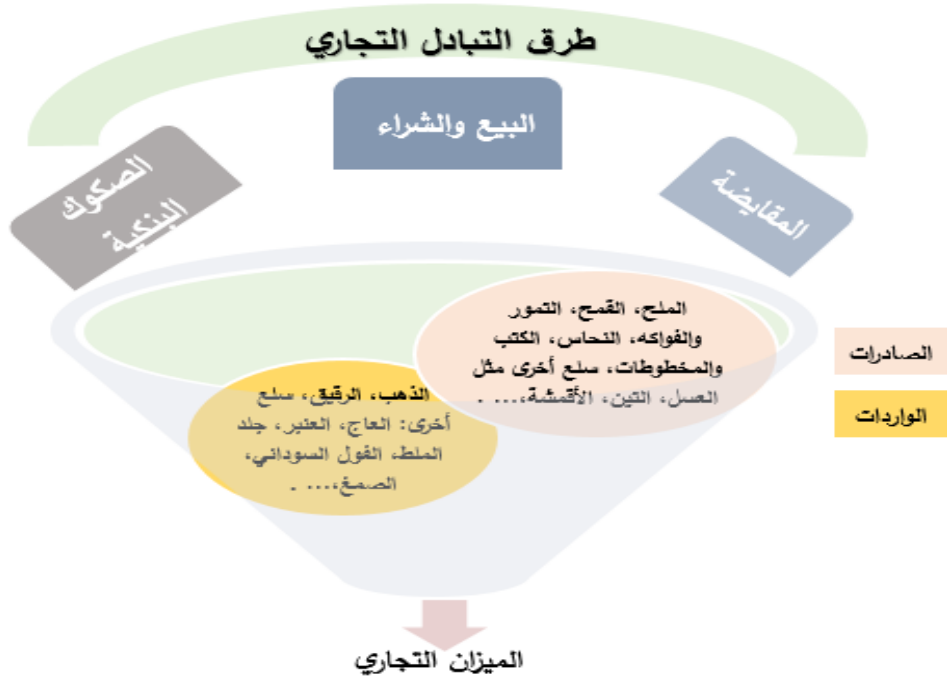 طرق التبادل التجاري
المقايضة
البيع والشراء
الصكوك
البنكية
الملح، القمح، التمور
والفواكه، النحاس، الكتب
والمخطوطات، سلع أخرى مثل
العسل، التين، الأقمشة،... .
الذهب، الرقيق، سلع
أخرى: العاج، العنبر، جلد
الملط، الفول السوداني،
الصمغ،... .
الصادرات
الواردات
الميزان التجاري